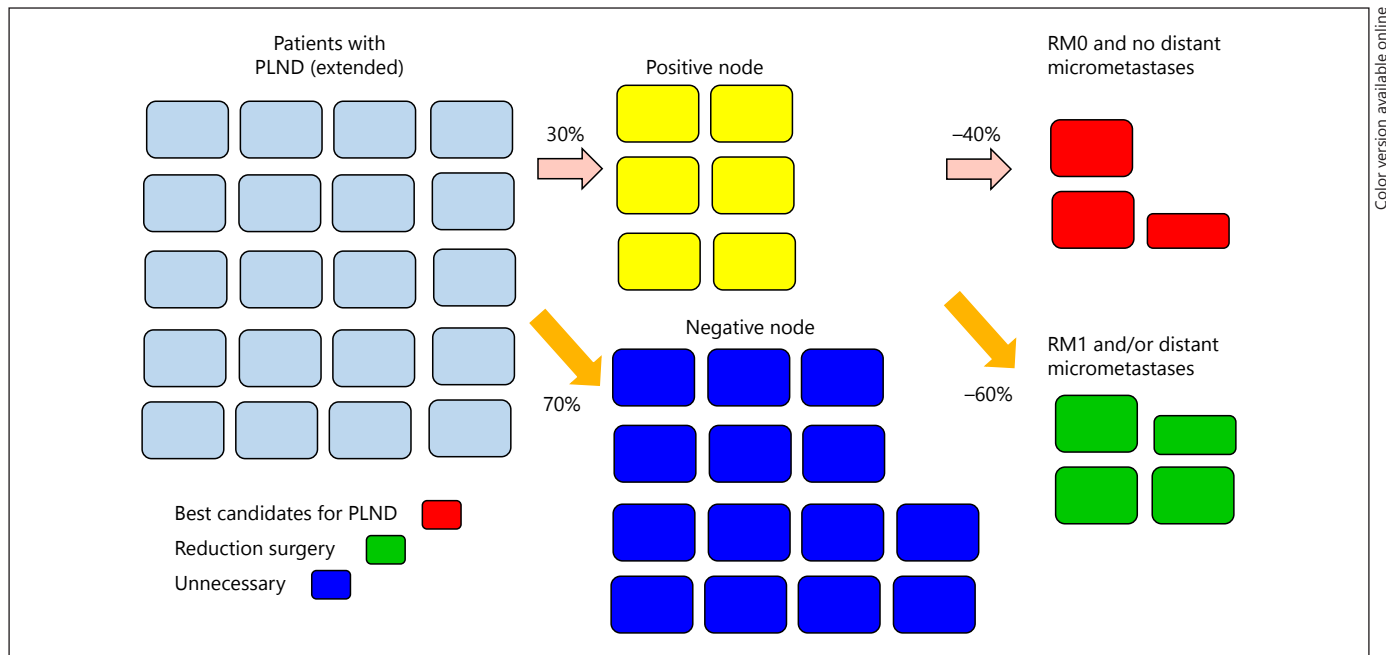 Patients with
PLND (extended)
Positive node
RM0 and no distant
micrometastases
30%
–40%
Negative node
70%
RM1 and/or distant
micrometastases
–60%
Best candidates for PLND
Reduction surgery
Unnecessary
Color version available online